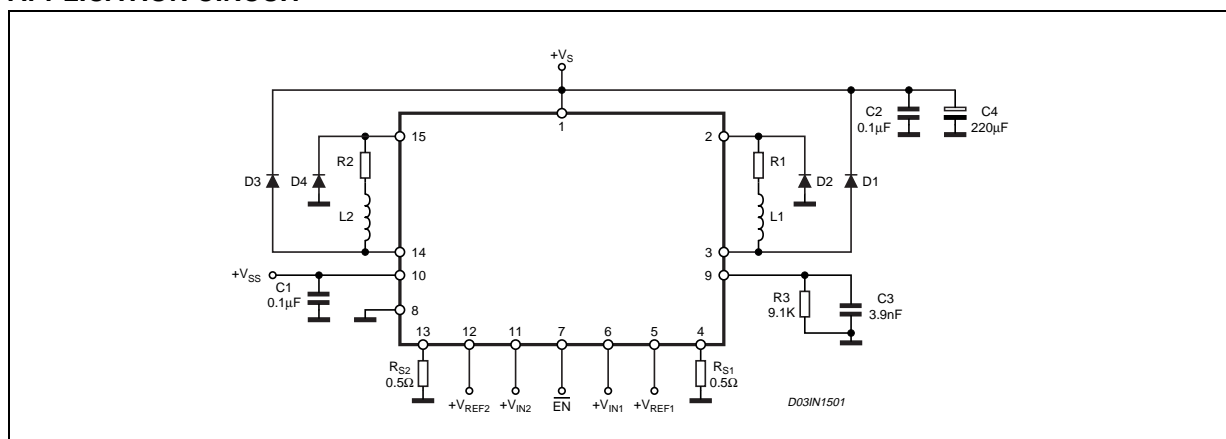 +VS
1
C2
0.1μF
C4
220μF
15
2
R2
R1
D3
D4
D2
D1
L2
L1
14
3
+VSS
10
9
C1
0.1μF
R3
9.1K
C3
3.9nF
8
13
12
11
7
6
5
4
RS2
0.5Ω
RS1
0.5Ω
+VREF2
+VIN2
EN
+VIN1
+VREF1
D03IN1501